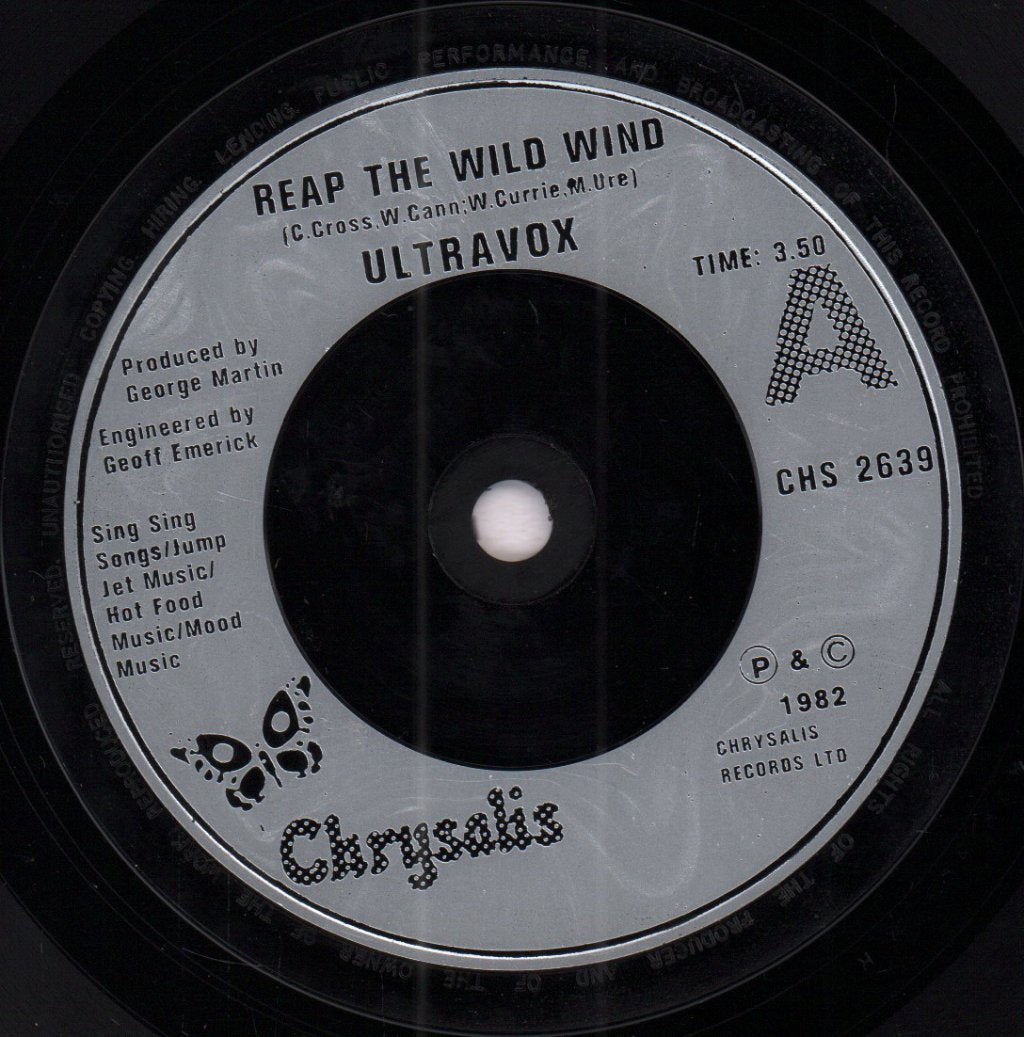 REAP THE WILD WIND
(C.Cross,W.Cann;W.Currie,M.Ure)
ULTRAVOX
TIME: 3.50
A
Produced by
George Martin
Engineered by
Geoff Emerick
CHS 2639
Sing Sing
Songs/Jump
Jet Music/
Hot Food
Music/Mood
Music
P & C
1982
CHRYSALIS
RECORDS LTD
Chrysalis
ALL RIGHTS OF THE PRODUCER AND OF THE OWNER OF THE WORK REPRODUCED RESERVED UNAUTHORISED COPYING HIRING LENDING PUBLIC PERFORMANCE AND BROADCASTING OF THIS RECORD PROHIBITED